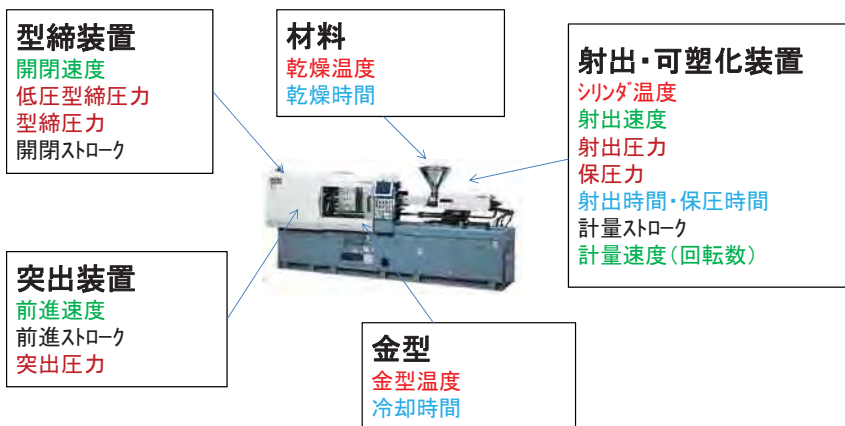 型締装置
開閉速度
低圧型締圧力
型締圧力
開閉ストローク
材料
乾燥温度
乾燥時間
射出・可塑化装置
シリンダ温度
射出速度
射出圧力
保圧力
射出時間・保圧時間
計量ストローク
計量速度（回転数）
突出装置
前進速度
前進ストローク
突出圧力
金型
金型温度
冷却時間